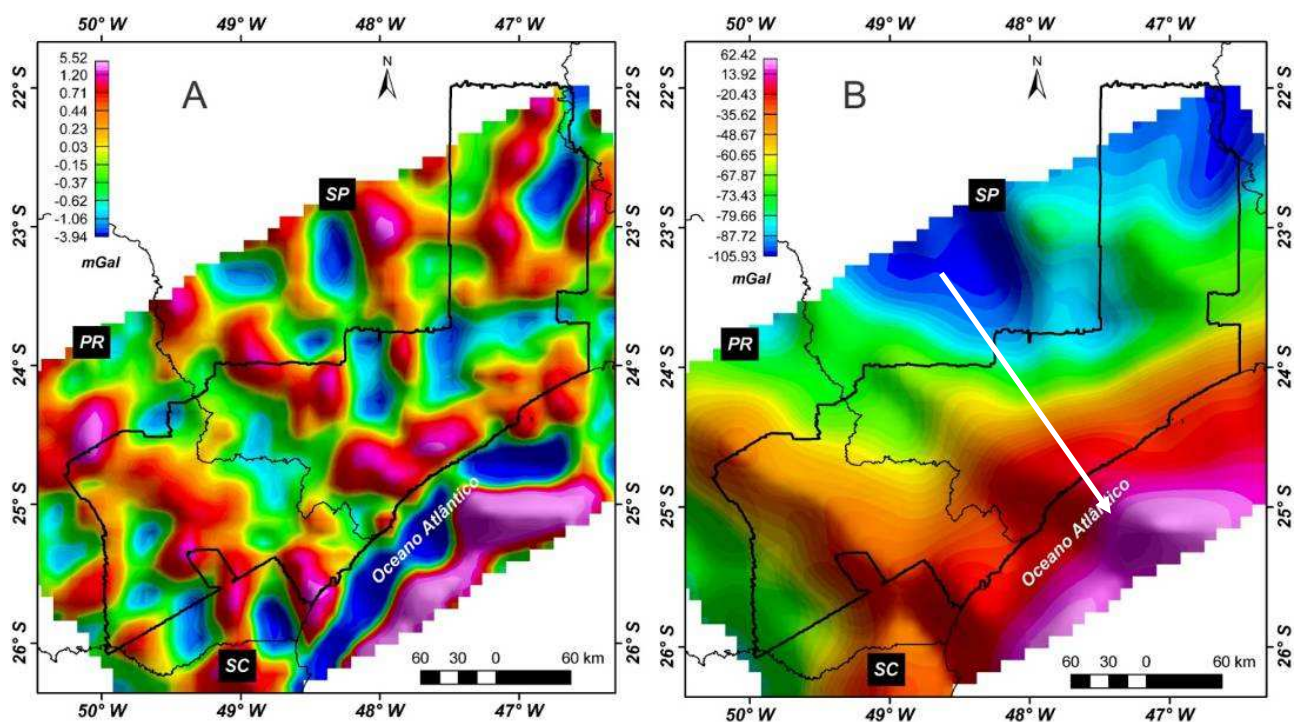 50° W 49° W 48° W 47° W
50° W 49° W 48° W 47° W
22° S
23° S
24° S
25° S
26° S
5.52
1.20
0.71
0.44
0.23
0.03
-0.15
-0.37
-0.62
-1.06
-3.94
mGal
A
N
SP
PR
SC
Oceano Atlântico
60 30 0 60 km
22° S
23° S
24° S
25° S
26° S
62.42
13.92
-20.43
-35.62
-48.67
-60.65
-67.87
-73.43
-79.66
-87.72
-105.93
mGal
B
N
SP
PR
SC
Oceano Atlântico
60 30 0 60 km
22° S
23° S
24° S
25° S
26° S
50° W 49° W 48° W 47° W
50° W 49° W 48° W 47° W